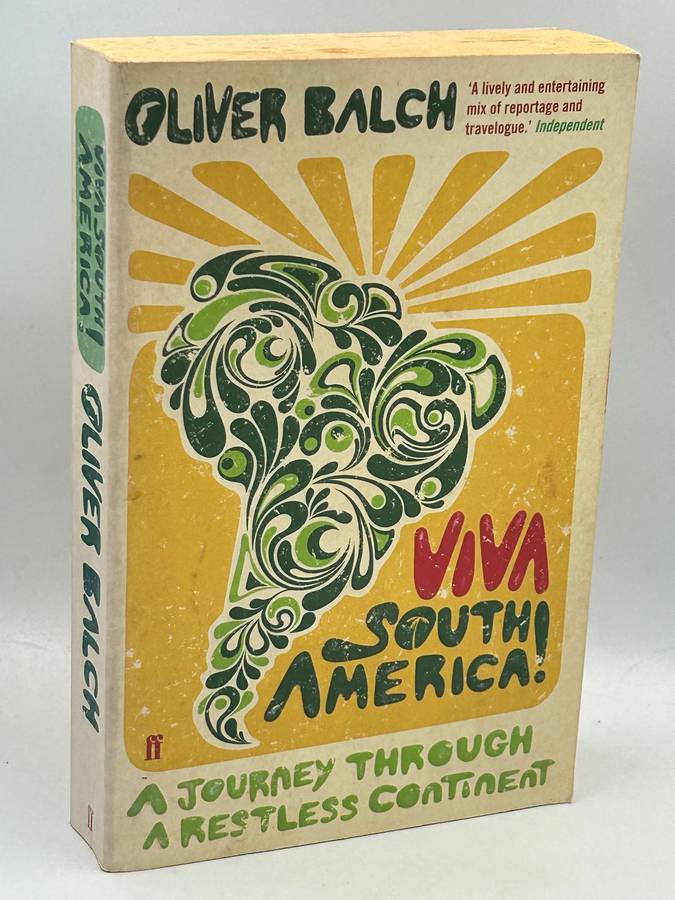 OLIVER BALCH
'A lively and entertaining
mix of reportage and
travelogue.' Independent
VIVA
SOUTH
AMERICA!
ff
A JOURNEY THROUGH
A RESTLESS CONTINENT
VIVA SOUTH
AMERICA!
OLIVER BALCH
ff